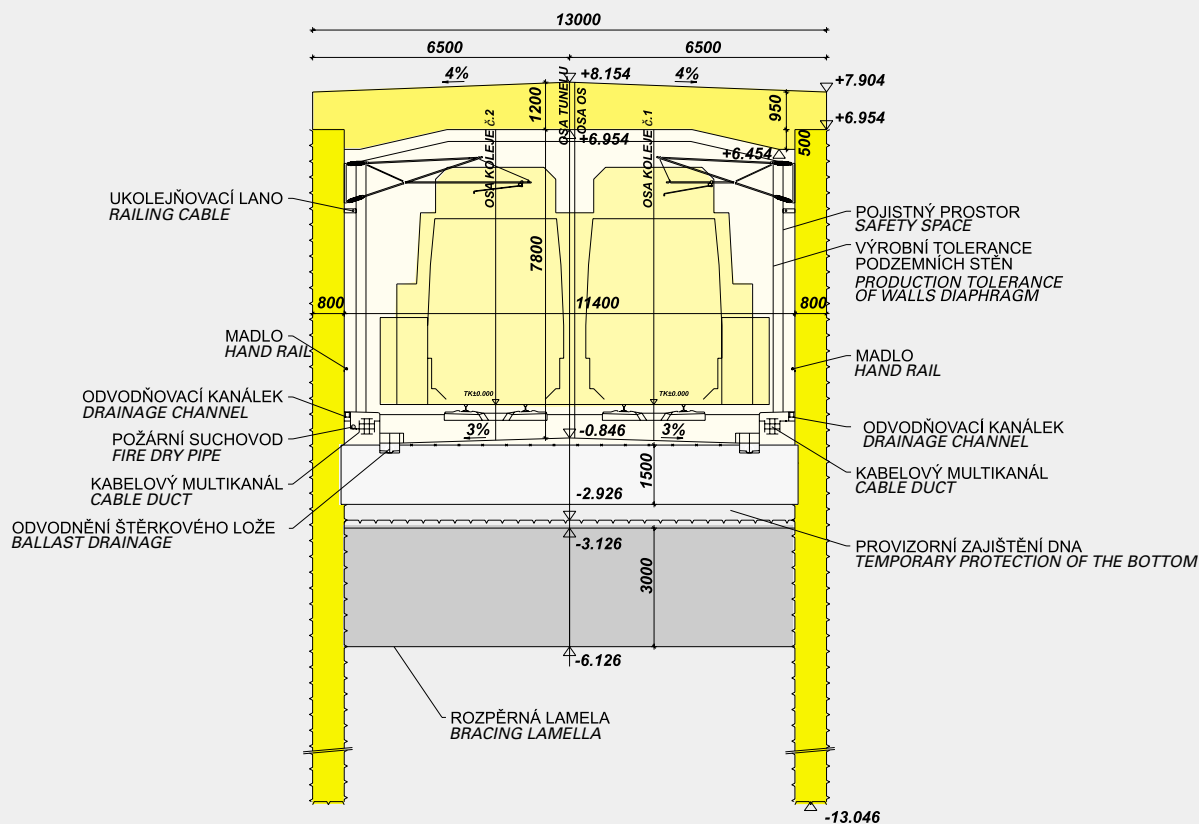 13000
6500
6500
4%
+8.154
4%
+7.904
1200
OSA TUNELU
OSA OS
950
+6.954
OSA KOLEJE č.2
+6.954
OSA KOLEJE č.1
500
+6.454
UKOLEJŇOVACÍ LANO
RAILING CABLE
POJISTNÝ PROSTOR
SAFETY SPACE
7800
VÝROBNÍ TOLERANCE
PODZEMNÍCH STĚN
PRODUCTION TOLERANCE
OF WALLS DIAPHRAGM
800
11400
800
MADLO
HAND RAIL
MADLO
HAND RAIL
TK±0.000
TK±0.000
ODVODŇOVACÍ KANÁLEK
DRAINAGE CHANNEL
3%
-0.846
3%
ODVODŇOVACÍ KANÁLEK
DRAINAGE CHANNEL
POŽÁRNÍ SUCHOVOD
FIRE DRY PIPE
KABELOVÝ MULTIKANÁL
CABLE DUCT
1500
KABELOVÝ MULTIKANÁL
CABLE DUCT
-2.926
ODVODNĚNÍ ŠTĚRKOVÉHO LOŽE
BALLAST DRAINAGE
-3.126
PROVIZORNÍ ZAJIŠTĚNÍ DNA
TEMPORARY PROTECTION OF THE BOTTOM
3000
-6.126
ROZPĚRNÁ LAMELA
BRACING LAMELLA
-13.046